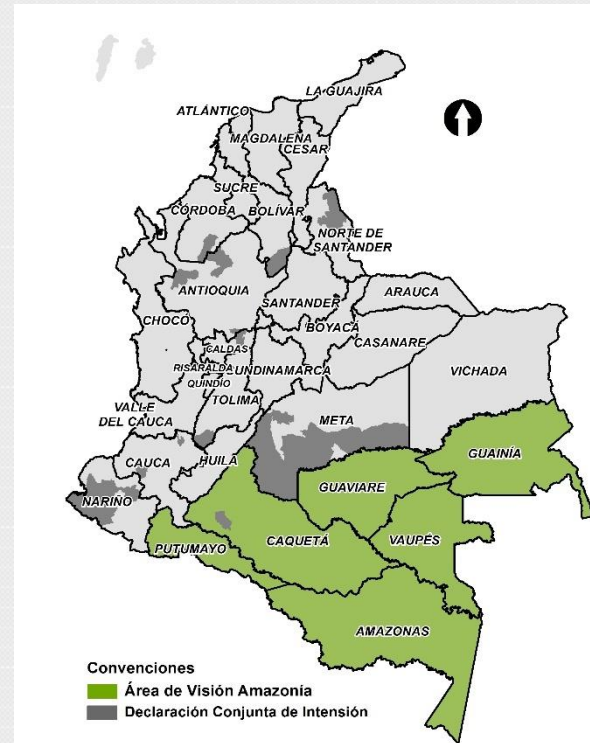 LA GUAJIRA
ATLÁNTICO
MAGDALENA
CESAR
SUCRE
CÓRDOBA
BOLÍVAR
NORTE DE
SANTANDER
ANTIOQUIA
SANTANDER
ARAUCA
CHOCÓ
BOYACÁ
CASANARE
CALDAS
RISARALDA
CUNDINAMARCA
VICHADA
QUINDÍO
TOLIMA
META
VALLE
DEL CAUCA
GUAINÍA
CAUCA
HUILA
GUAVIARE
NARIÑO
PUTUMAYO
CAQUETÁ
VAUPÉS
AMAZONAS
Convenciones
Área de Visión Amazonía
Declaración Conjunta de Intensión